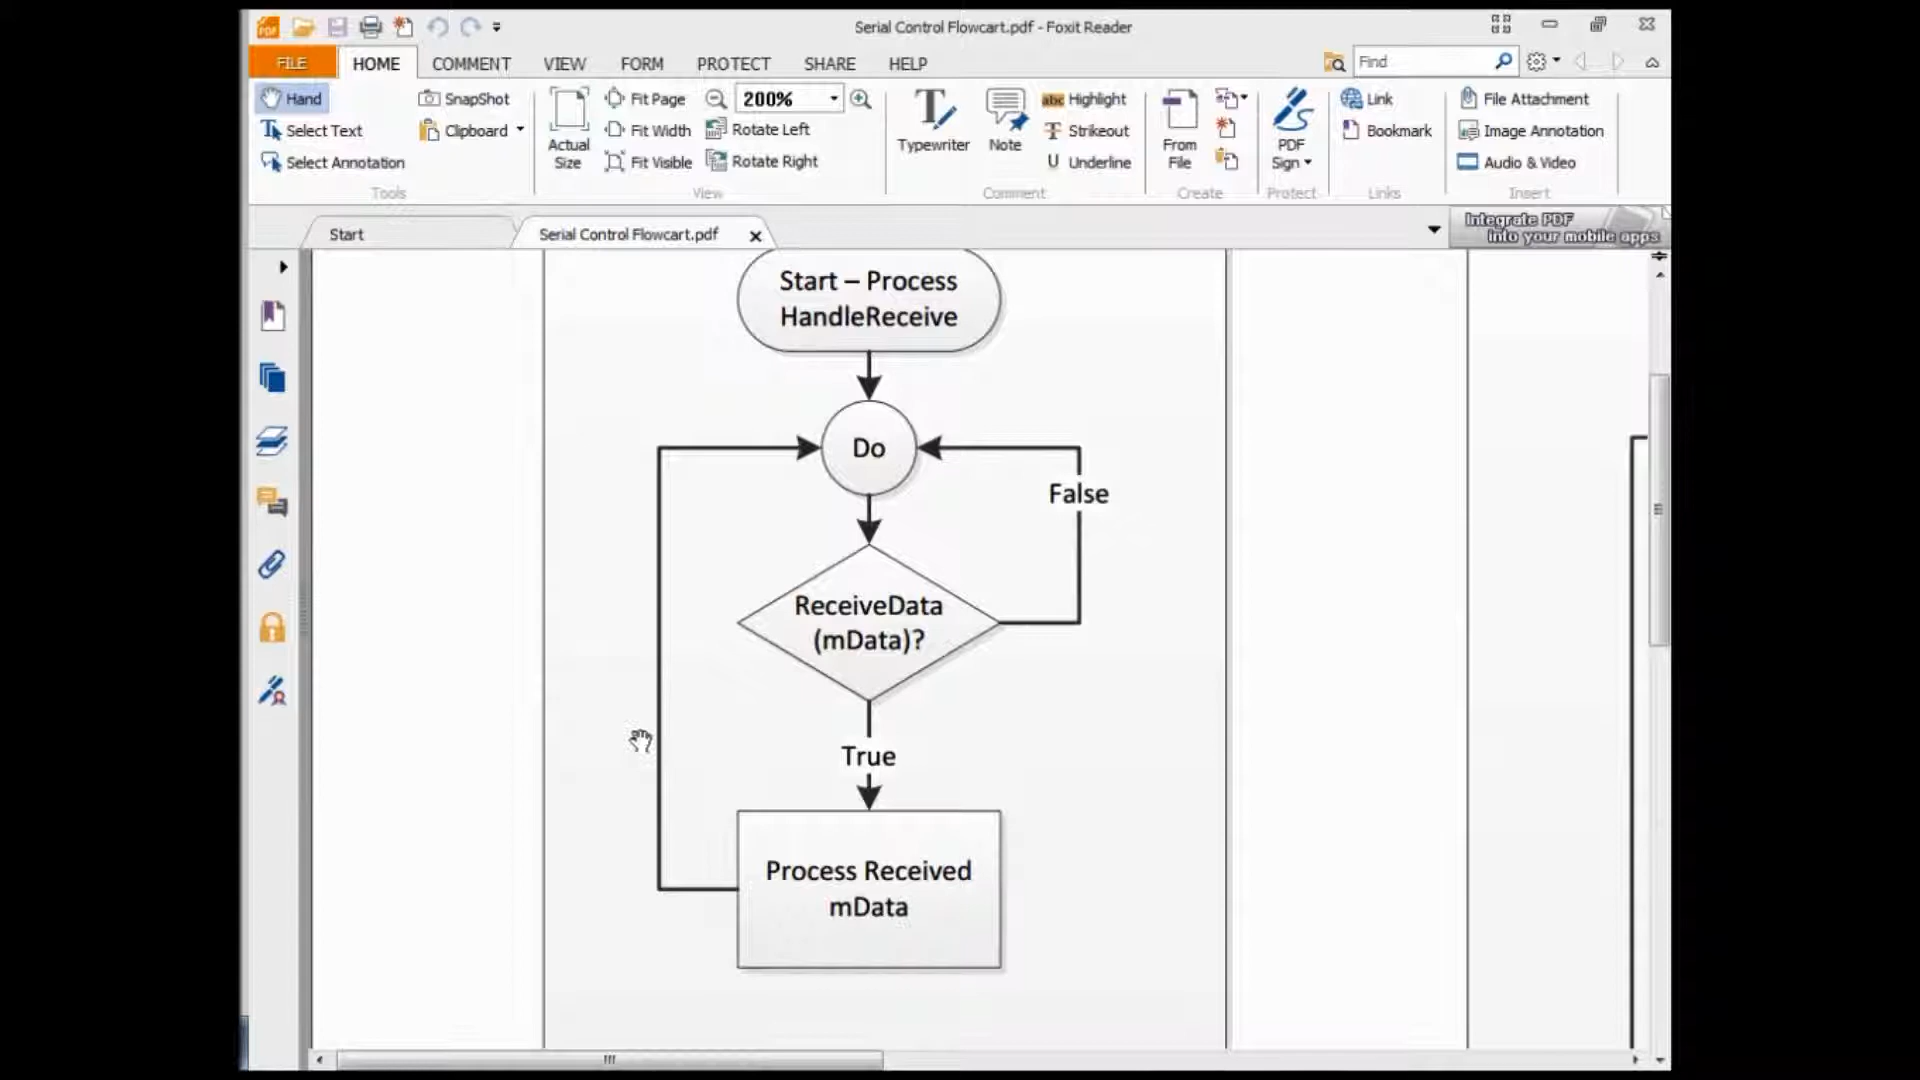 Serial Control Flowcart.pdf - Foxit Reader
FILE HOME COMMENT VIEW FORM PROTECT SHARE HELP
Find
Hand
Select Text
Select Annotation
SnapShot
Clipboard
Tools
Actual
Size
Fit Page
Fit Width
Fit Visible
200%
Rotate Left
Rotate Right
View
Typewriter
Note
abc Highlight
Strikeout
Underline
Comment
From
File
Create
PDF
Sign
Protect
Link
Bookmark
Links
File Attachment
Image Annotation
Audio & Video
Insert
Start
Serial Control Flowcart.pdf
Integrate PDF
into your mobile apps
Start – Process
HandleReceive
Do
False
ReceiveData
(mData)?
True
Process Received
mData